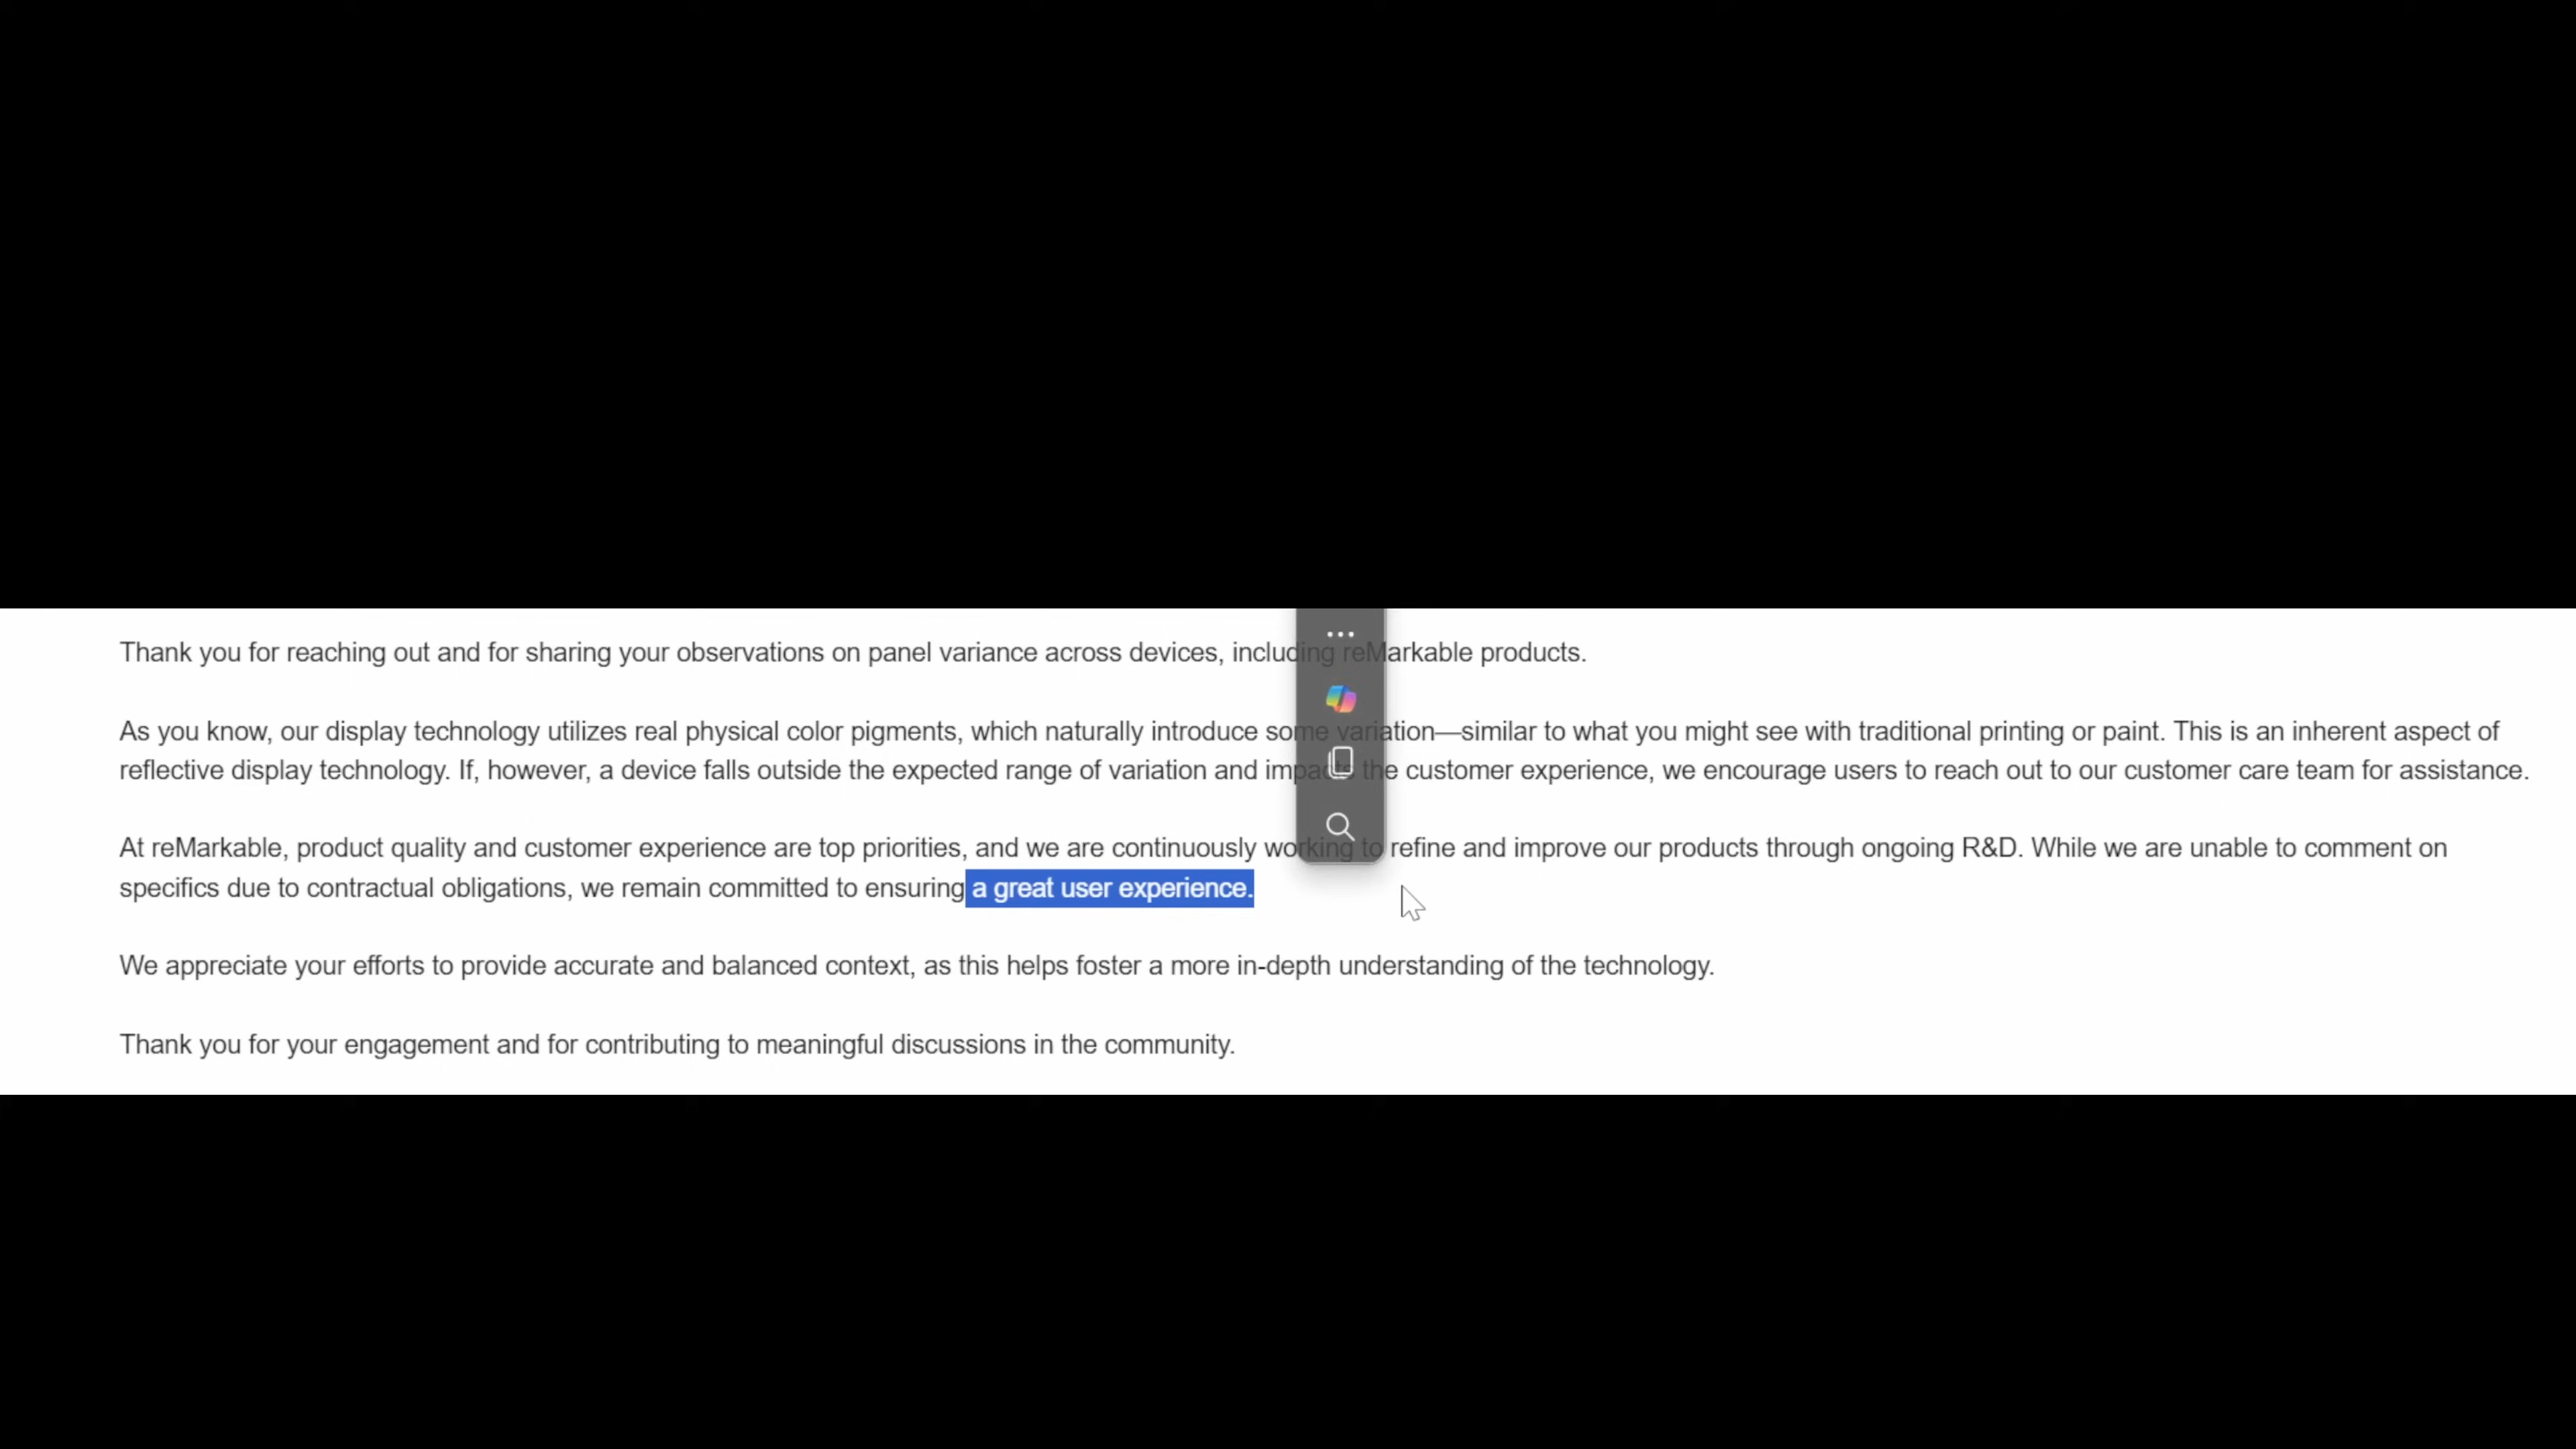 Thank you for reaching out and for sharing your observations on panel variance across devices, including reMarkable products.
As you know, our display technology utilizes real physical color pigments, which naturally introduce some variation—similar to what you might see with traditional printing or paint. This is an inherent aspect of
reflective display technology. If, however, a device falls outside the expected range of variation and impacts the customer experience, we encourage users to reach out to our customer care team for assistance.
At reMarkable, product quality and customer experience are top priorities, and we are continuously working to refine and improve our products through ongoing R&D. While we are unable to comment on
specifics due to contractual obligations, we remain committed to ensuring a great user experience.
We appreciate your efforts to provide accurate and balanced context, as this helps foster a more in-depth understanding of the technology.
Thank you for your engagement and for contributing to meaningful discussions in the community.